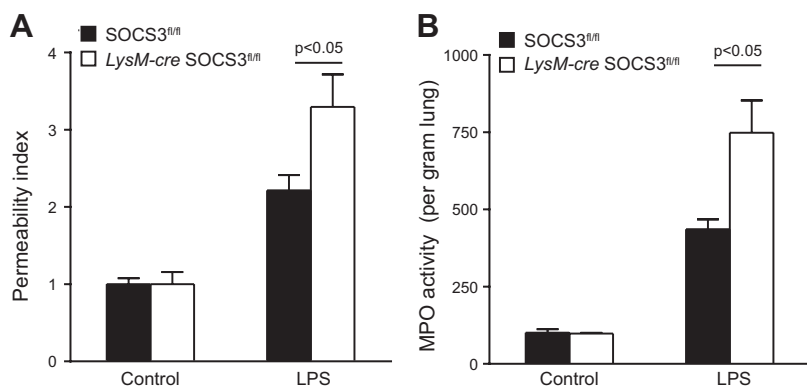 A
SOCS3fl/fl
LysM-cre SOCS3fl/fl
p<0.05
4
3
2
1
0
Permeability index
Control
LPS
B
SOCS3fl/fl
LysM-cre SOCS3fl/fl
p<0.05
1000
750
500
250
0
MPO activity (per gram lung)
Control
LPS